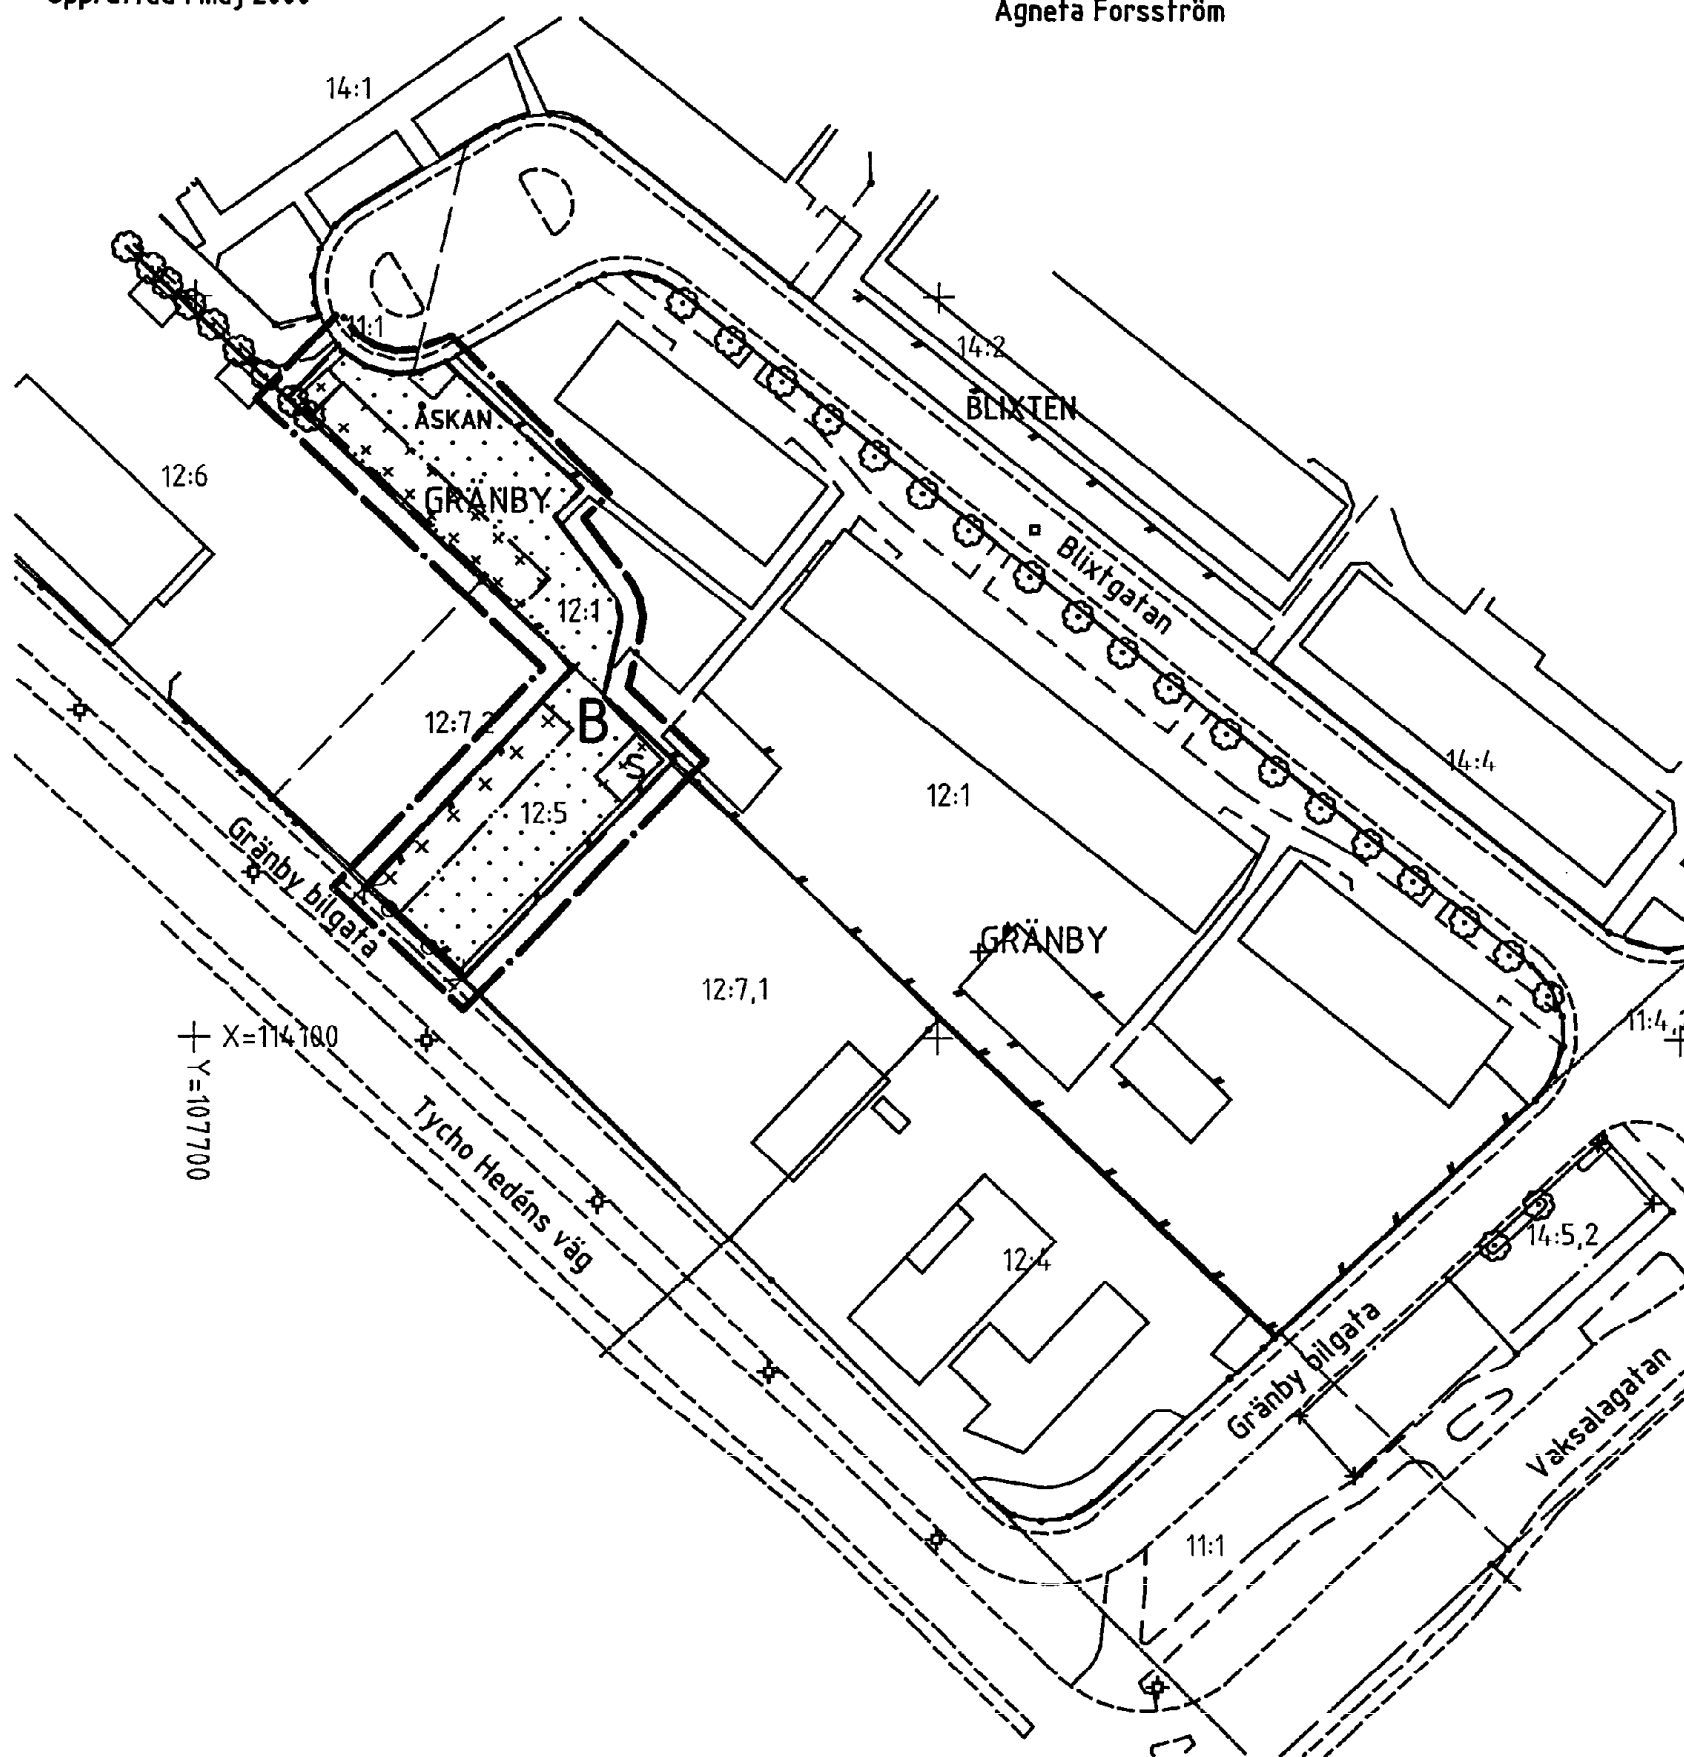 Agneta Forsström
14:1
11:1
14:2
BLIXTEN
ÅSKAN
12:6
GRÄNBY
Blixtgatan
12:1
12:7,2
B
S
14:4
12:1
12:5
Gränby bilgata
GRÄNBY
12:7,1
X=114100
Y=107700
11:4,
Tycho Hedéns väg
12:4
14:5,2
Gränby bilgata
Vaksalagatan
11:1